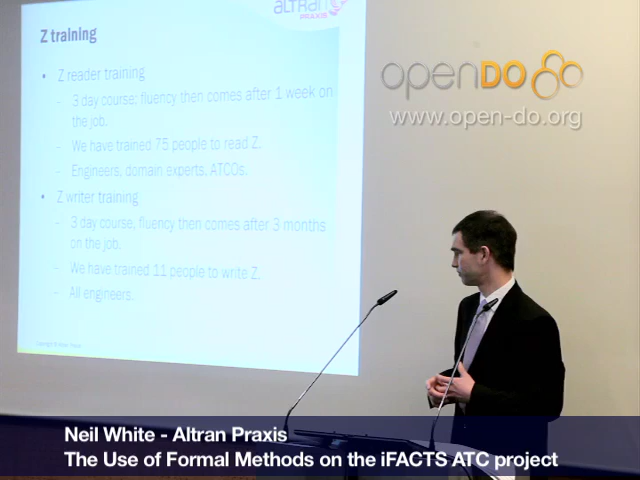 altran
PRAXIS
Z training
• Z reader training
- 3 day course: fluency then comes after 1 week on
the job.
- We have trained 75 people to read Z.
- Engineers, domain experts, ATCOs.
• Z writer training
- 3 day course, fluency then comes after 3 months
on the job.
- We have trained 11 people to write Z.
- All engineers.
openDO
www.open-do.org
Neil White - Altran Praxis
The Use of Formal Methods on the iFACTS ATC project